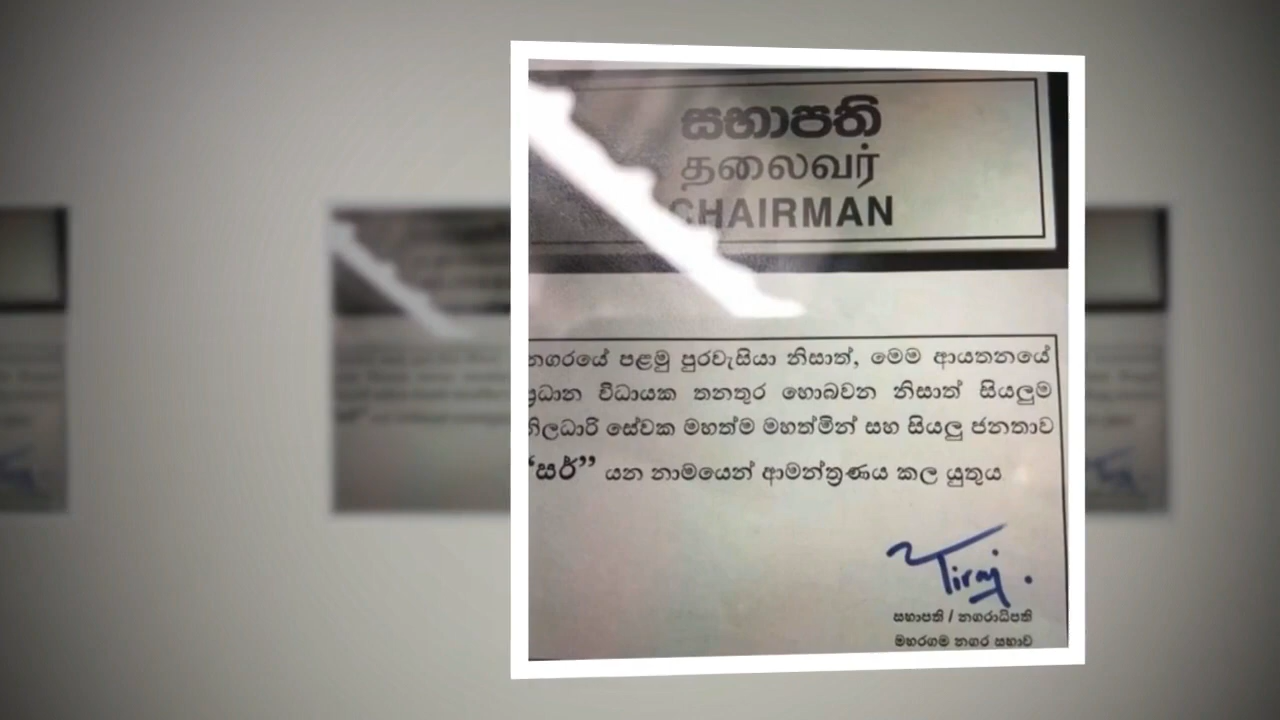 සභාපති
தலைவர்
CHAIRMAN
නගරයේ පළමු පුරවැසියා නිසාත්, මෙම ආයතනයේ
ප්‍රධාන විධායක තනතුර හොබවන නිසාත් සියලුම
නිලධාරි සේවක මහත්ම මහත්මීන් සහ සියලු ජනතාව
“සර්” යන නාමයෙන් ආමන්ත්‍රණය කල යුතුය
Tiraj.
සභාපති / නගරාධිපති
මහරගම නගර සභාව